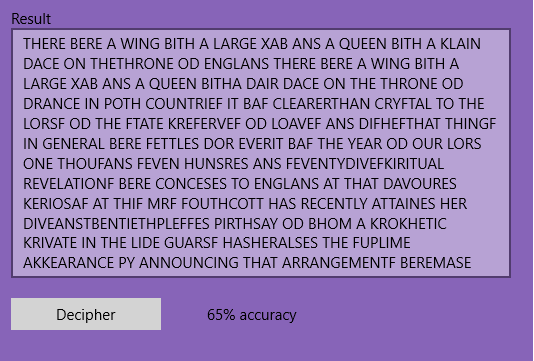 Result
THERE BERE A WING BITH A LARGE XAB ANS A QUEEN BITH A KLAIN
DACE ON THETHRONE OD ENGLANS THERE BERE A WING BITH A
LARGE XAB ANS A QUEEN BITHA DAIR DACE ON THE THRONE OD
DRANCE IN POTH COUNTRIEF IT BAF CLEARERTHAN CRYFTAL TO THE
LORSF OD THE FTATE KREFERVEF OD LOAVEF ANS DIFHEFTHAT THINGF
IN GENERAL BERE FETTLES DOR EVERIT BAF THE YEAR OD OUR LORS
ONE THOUFANS FEVEN HUNSRES ANS FEVENTYDIVEFKIRITUAL
REVELATIONF BERE CONCESES TO ENGLANS AT THAT DAVOURES
KERIOSAF AT THIF MRF FOUTHCOTT HAS RECENTLY ATTAINES HER
DIVEANSTBENTIETHPLEFFES PIRTHSAY OD BHOM A KROKHETIC
KRIVATE IN THE LIDE GUARSF HASHERALSES THE FUPLIME
AKKEARANCE PY ANNOUNCING THAT ARRANGEMENTF BEREMASE
Decipher
65% accuracy